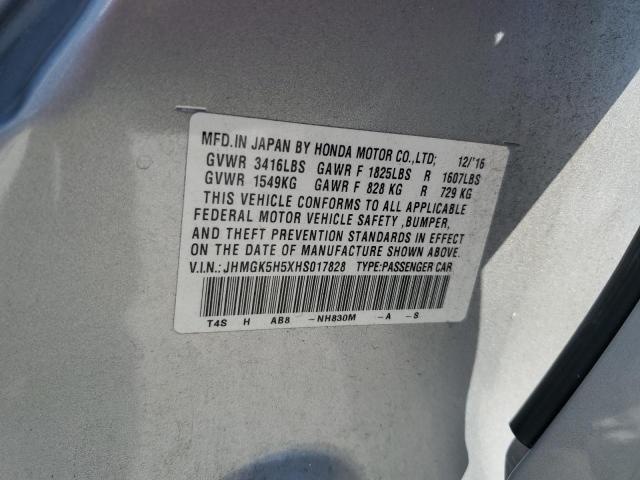 MFD.IN JAPAN BY HONDA MOTOR CO.,LTD; 12/'16
GVWR 3416LBS GAWR F 1825LBS R 1607LBS
GVWR 1549KG GAWR F 828 KG R 729 KG
THIS VEHICLE CONFORMS TO ALL APPLICABLE
FEDERAL MOTOR VEHICLE SAFETY ,BUMPER,
AND THEFT PREVENTION STANDARDS IN EFFECT
ON THE DATE OF MANUFACTURE SHOWN ABOVE.
V.I.N.: JHMGK5H5XHS017828 TYPE:PASSENGER CAR
T4S H AB8 -NH830M -A -S